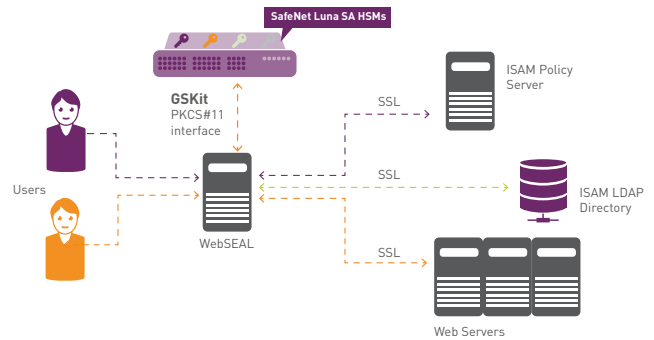 SafeNet Luna SA HSMs
GSKit
PKCS#11
interface
Users
WebSEAL
SSL
ISAM Policy
Server
SSL
ISAM LDAP
Directory
SSL
Web Servers